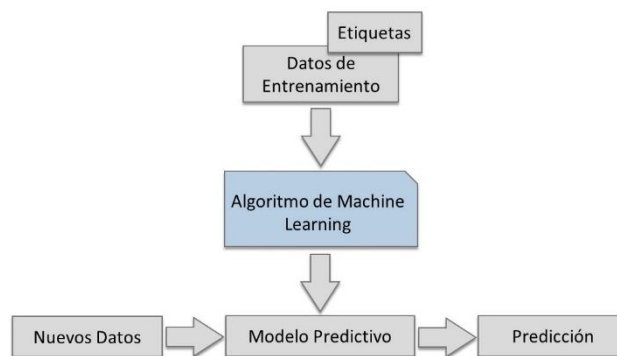 Etiquetas
Datos de
Entrenamiento
Algoritmo de Machine
Learning
Nuevos Datos
Modelo Predictivo
Predicción